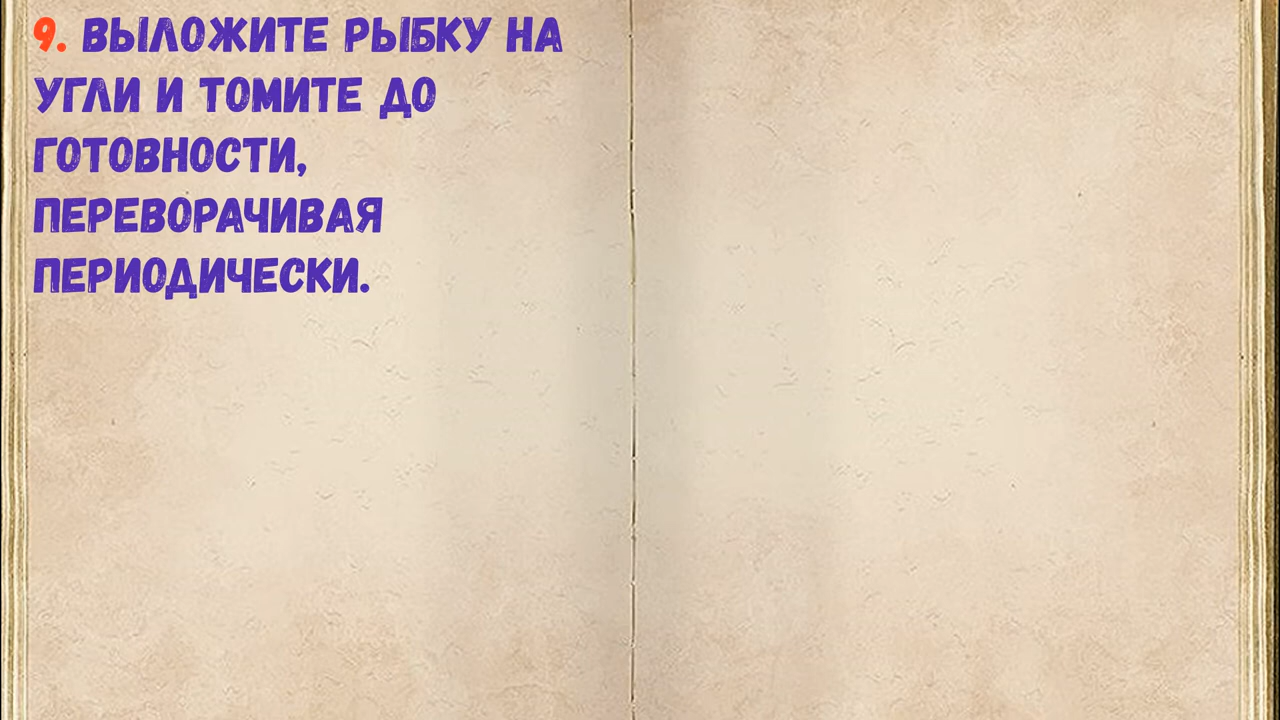 9. ВЫЛОЖИТЕ РЫБКУ НА
УГЛИ И ТОМИТЕ ДО
ГОТОВНОСТИ,
ПЕРЕВОРАЧИВАЯ
ПЕРИОДИЧЕСКИ.